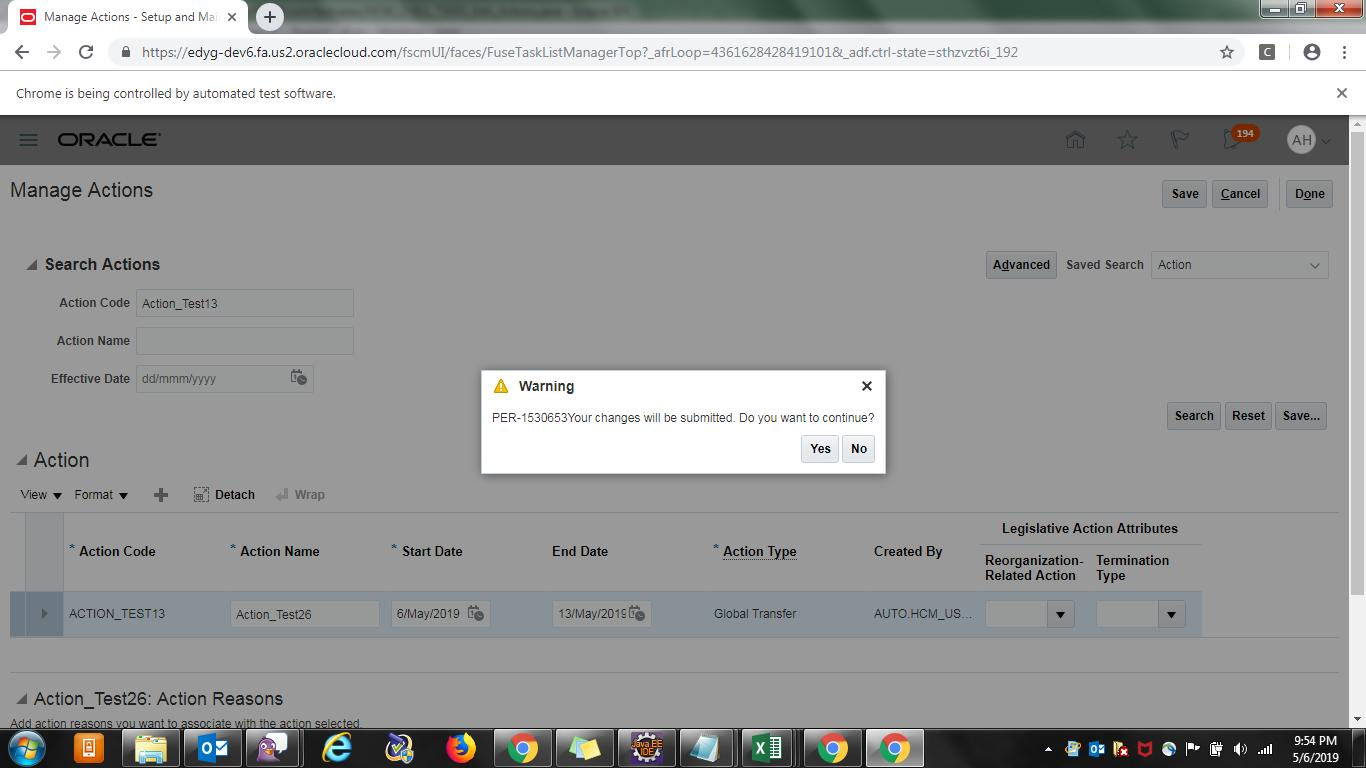 Manage Actions - Setup and Mai
https://edyg-dev6.fa.us2.oraclecloud.com/fscmUI/faces/FuseTaskListManagerTop?_afrLoop=4361628428419101&_adf.ctrl-state=sthzvzt6i_192
C
Chrome is being controlled by automated test software.
ORACLE
194
AH
Manage Actions
Save Cancel Done
Search Actions
Advanced Saved Search Action
Action Code Action_Test13
Action Name
Effective Date dd/mmm/yyyy
Warning
PER-1530653Your changes will be submitted. Do you want to continue?
Yes No
Search Reset Save...
Action
View Format Detach Wrap
Legislative Action Attributes
* Action Code * Action Name * Start Date End Date * Action Type Created By Reorganization-Related Action Termination Type
ACTION_TEST13 Action_Test26 6/May/2019 13/May/2019 Global Transfer AUTO.HCM_US...
Action_Test26: Action Reasons
Add action reasons you want to associate with the action selected.
Java EE
IDE
9:54 PM
5/6/2019